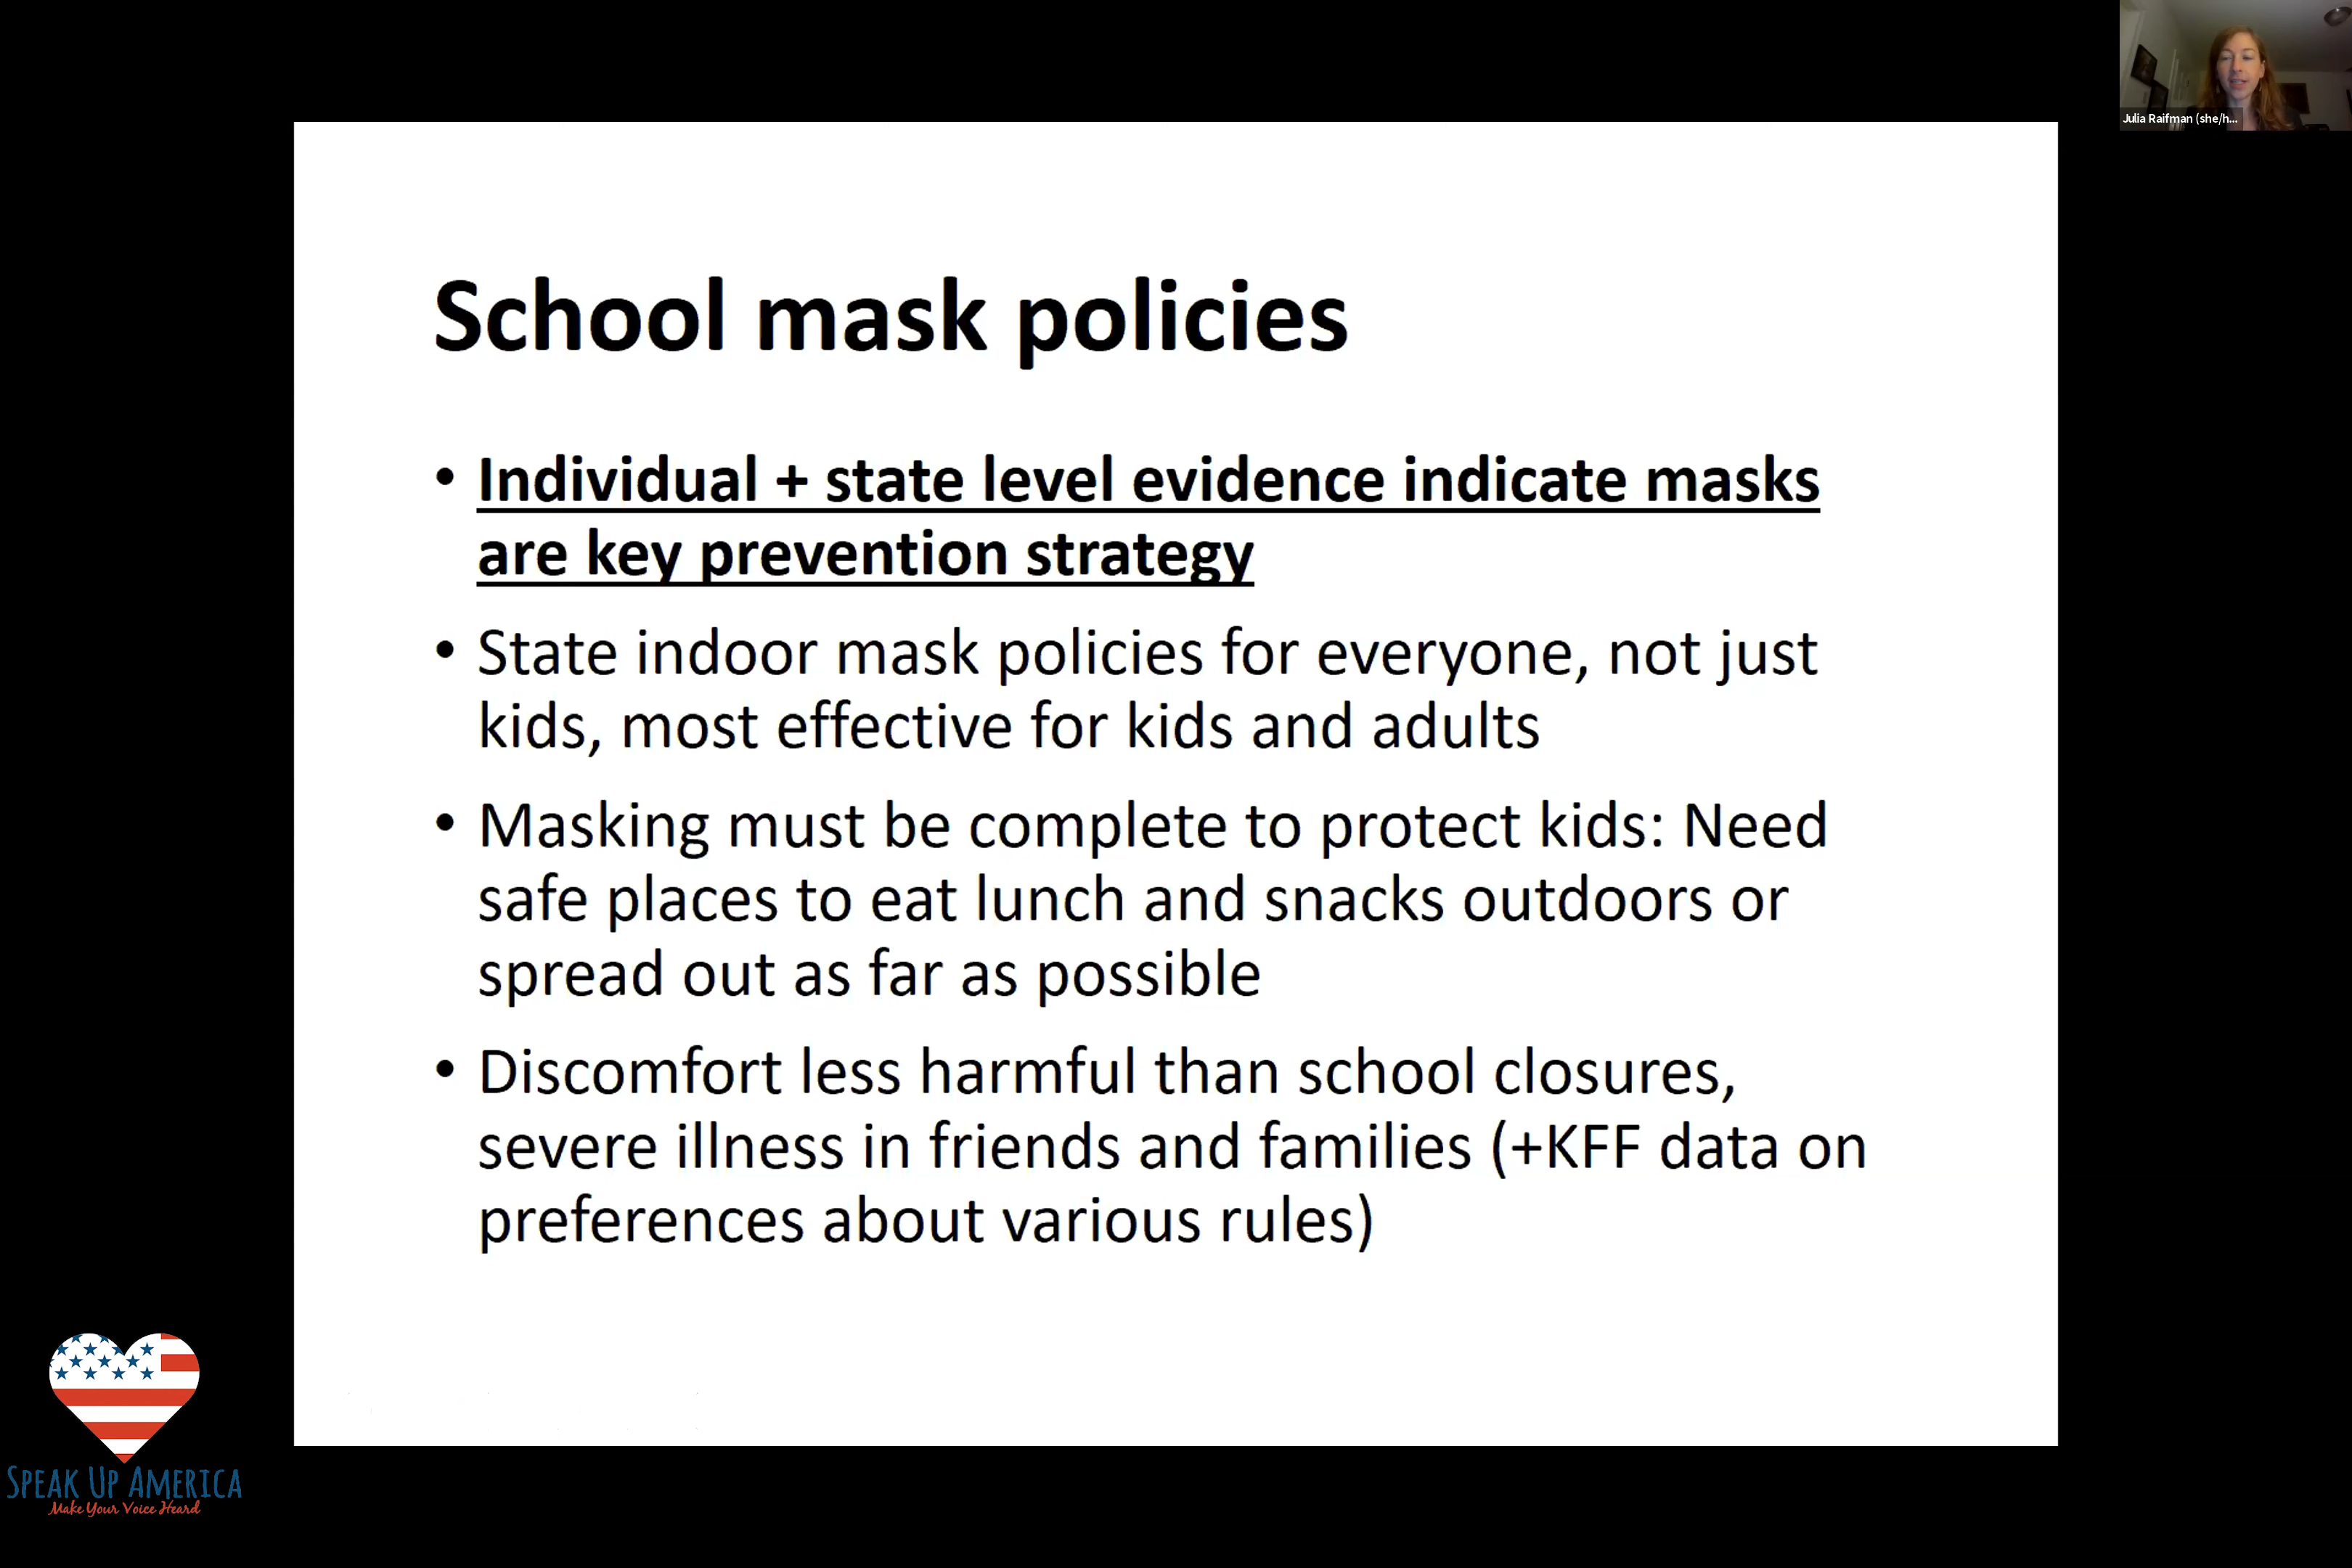 Julia Raifman (she/h...
School mask policies
• Individual + state level evidence indicate masks
are key prevention strategy
• State indoor mask policies for everyone, not just
kids, most effective for kids and adults
• Masking must be complete to protect kids: Need
safe places to eat lunch and snacks outdoors or
spread out as far as possible
• Discomfort less harmful than school closures,
severe illness in friends and families (+KFF data on
preferences about various rules)
SPEAK UP AMERICA
Make Your Voice Heard